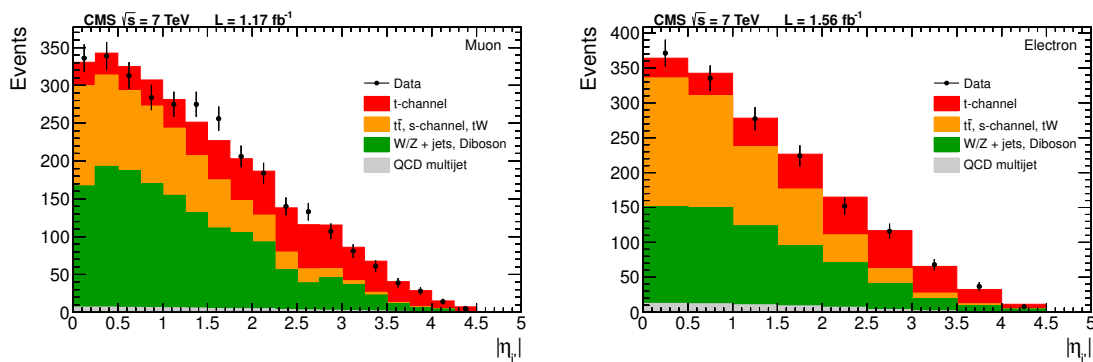 CMS √s = 7 TeV L = 1.17 fb⁻¹
Muon
Events
350
300
250
200
150
100
50
0
Data
t-channel
tt̄, s-channel, tW
W/Z + jets, Diboson
QCD multijet
0 0.5 1 1.5 2 2.5 3 3.5 4 4.5 5
|ηj'|
CMS √s = 7 TeV L = 1.56 fb⁻¹
Electron
Events
400
350
300
250
200
150
100
50
0
Data
t-channel
tt̄, s-channel, tW
W/Z + jets, Diboson
QCD multijet
0 0.5 1 1.5 2 2.5 3 3.5 4 4.5 5
|ηj'|